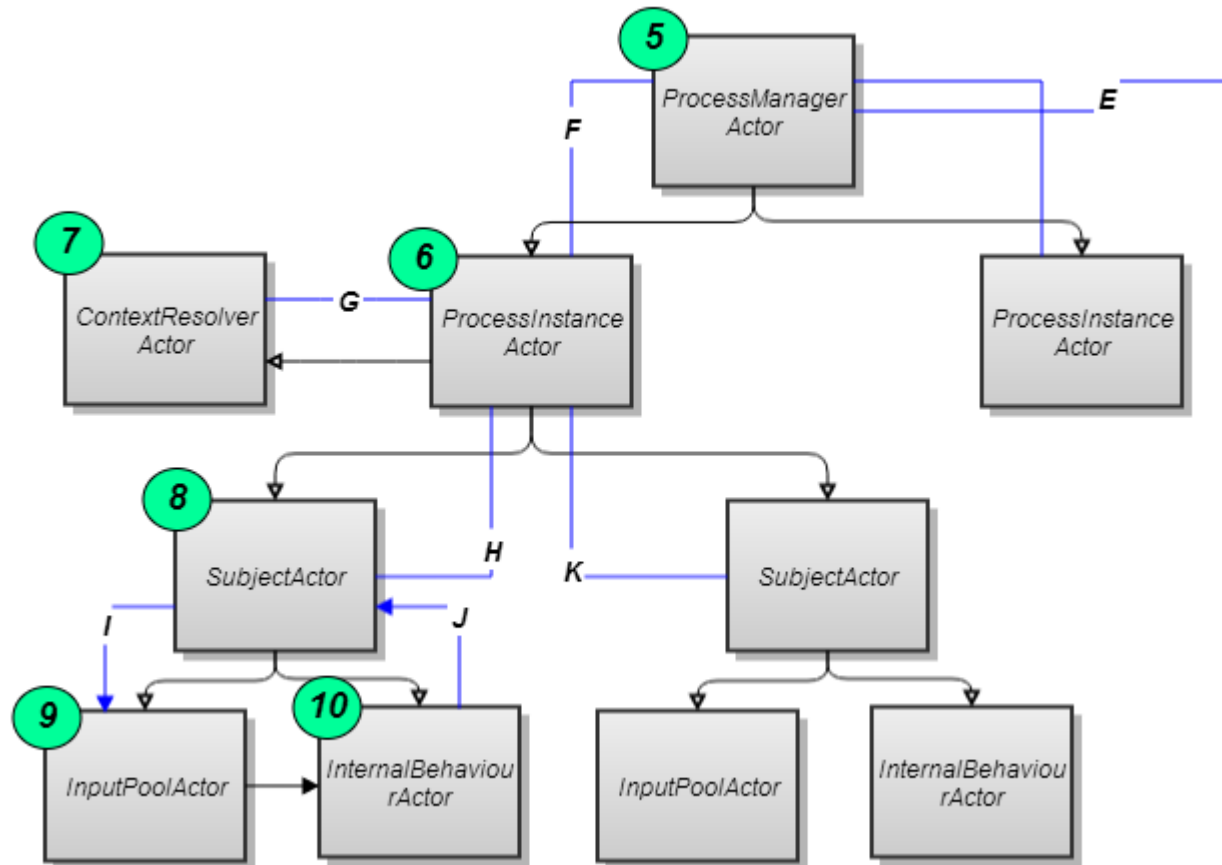 5
ProcessManager
Actor
E
F
7
6
ContextResolver
Actor
G
ProcessInstance
Actor
ProcessInstance
Actor
8
SubjectActor
H
K
SubjectActor
I
J
9
10
InputPoolActor
InternalBehaviou
rActor
InputPoolActor
InternalBehaviou
rActor